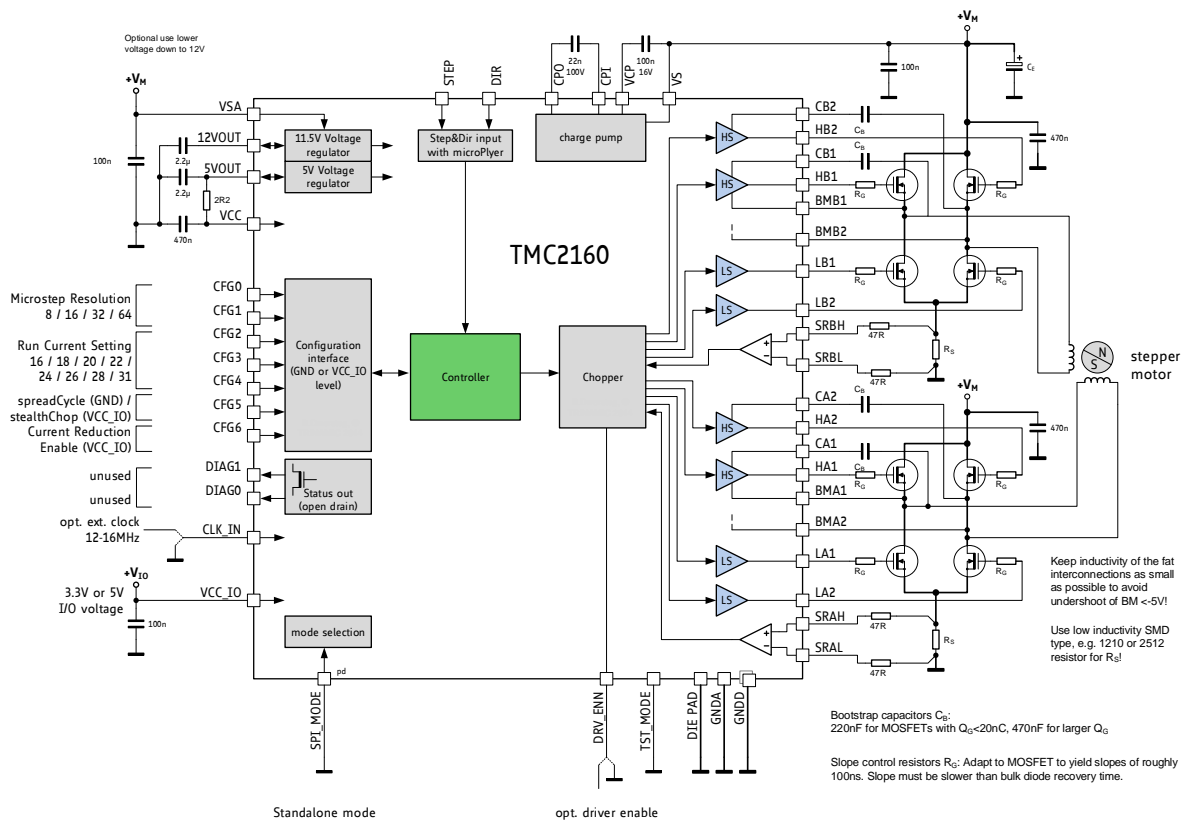 Optional use lower
voltage down to 12V
+VM
VSA
12VOUT
5VOUT
VCC
100n
2.2µ
2.2µ
2R2
470n
11.5V Voltage
regulator
5V Voltage
regulator
STEP
DIR
Step&Dir input
with microPlyer
CPO
22n
100V
CPI
VCP
100n
16V
VS
charge pump
+VM
100n
CE
470n
TMC2160
HS
HS
LS
LS
CB2
HB2
CB1
HB1
BMB1
BMB2
LB1
LB2
SRBH
SRBL
CB
CB
RG
RG
RG
RG
47R
47R
RS
+
−
N
S
stepper
motor
Microstep Resolution
8 / 16 / 32 / 64
Run Current Setting
16 / 18 / 20 / 22 /
24 / 26 / 28 / 31
spreadCycle (GND) /
stealthChop (VCC_IO)
Current Reduction
Enable (VCC_IO)
unused
unused
opt. ext. clock
12-16MHz
+VIO
3.3V or 5V
I/O voltage
100n
CFG0
CFG1
CFG2
CFG3
CFG4
CFG5
CFG6
DIAG1
DIAG0
CLK_IN
VCC_IO
Configuration
interface
(GND or VCC_IO
level)
Status out
(open drain)
mode selection
pd
Controller
Chopper
+VM
470n
HS
HS
LS
LS
CA2
HA2
CA1
HA1
BMA1
BMA2
LA1
LA2
SRAH
SRAL
CB
CB
RG
RG
RG
RG
47R
47R
RS
+
−
Keep inductivity of the fat
interconnections as small
as possible to avoid
undershoot of BM <-5V!
Use low inductivity SMD
type, e.g. 1210 or 2512
resistor for RS!
SPI_MODE
DRV_ENN
TST_MODE
DIE PAD
GNDA
GNDD
Bootstrap capacitors CB:
220nF for MOSFETs with QG<20nC, 470nF for larger QG
Slope control resistors RG: Adapt to MOSFET to yield slopes of roughly
100ns. Slope must be slower than bulk diode recovery time.
Standalone mode
opt. driver enable